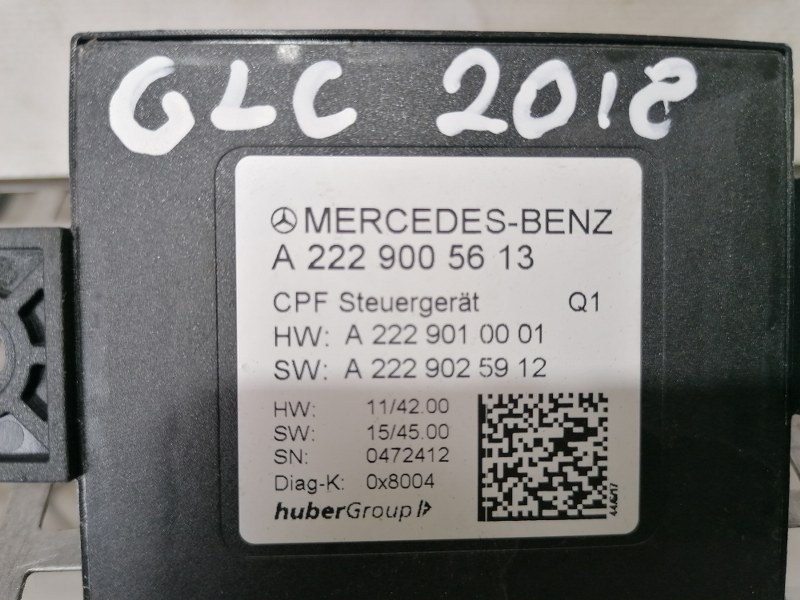 GLC 2018
MERCEDES-BENZ
A 222 900 56 13
CPF Steuergerät Q1
HW: A 222 901 00 01
SW: A 222 902 59 12
HW: 11/42.00
SW: 15/45.00
SN: 0472412
Diag-K: 0x8004
huberGroup